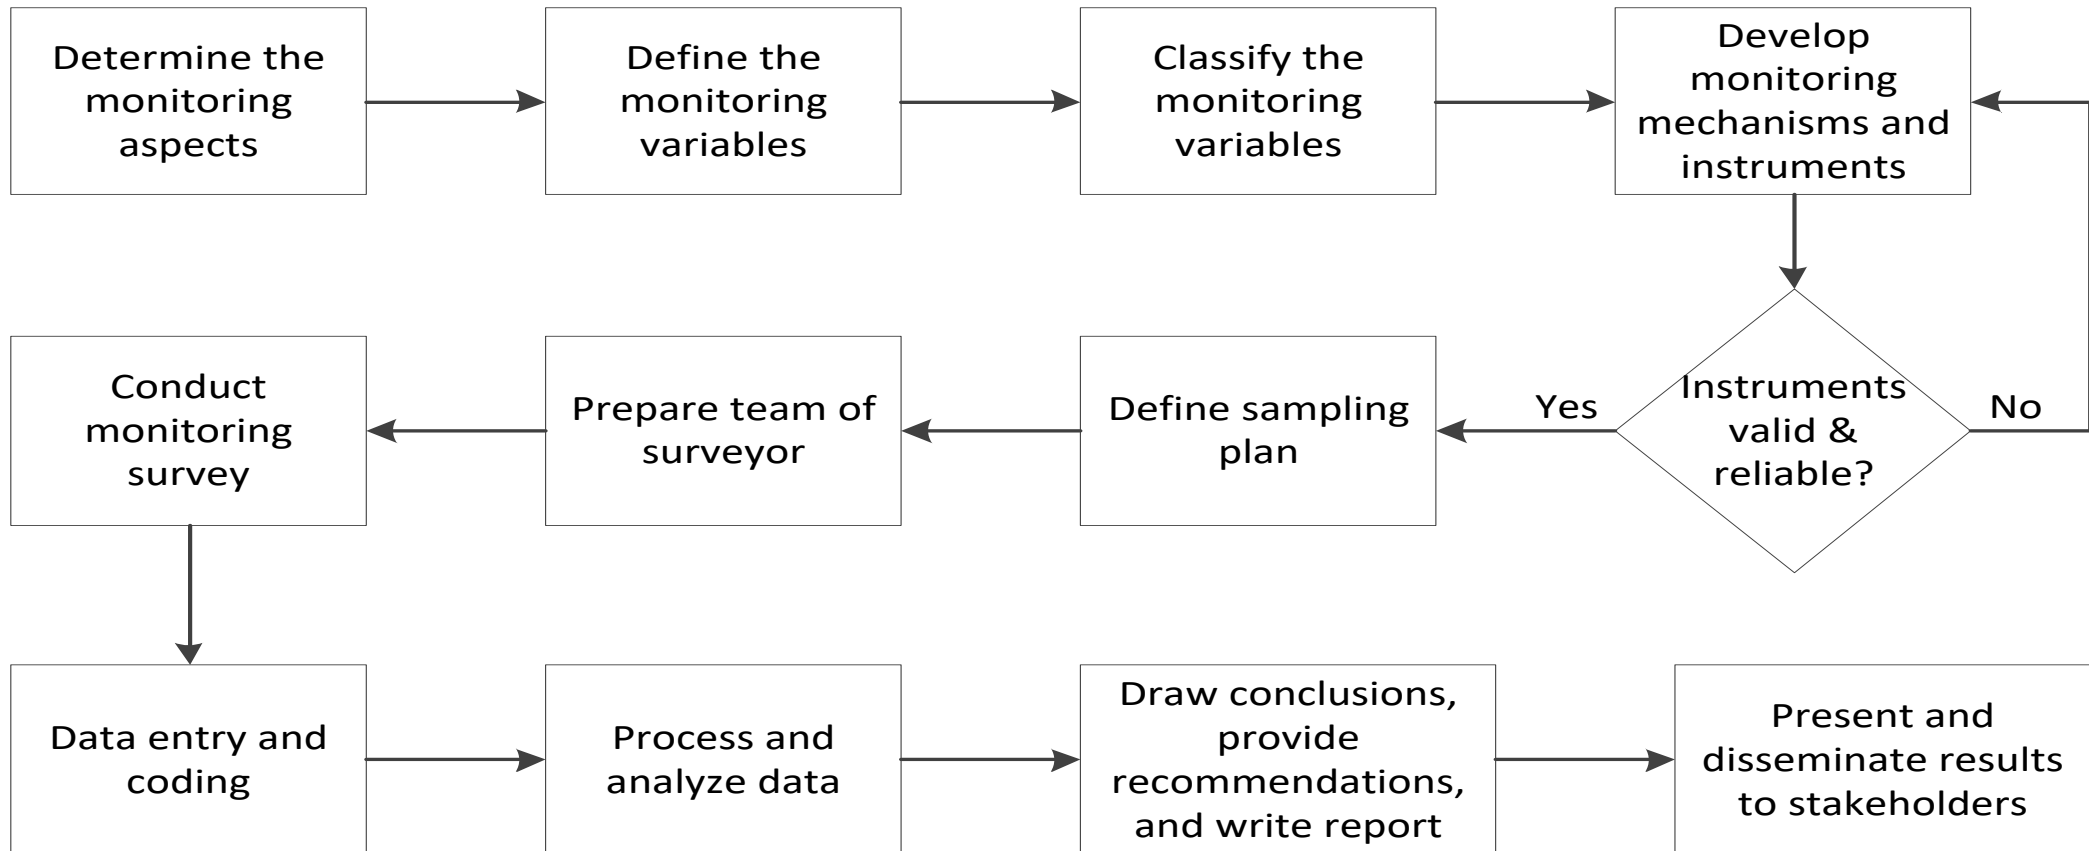 Determine the
monitoring
aspects
Define the
monitoring
variables
Classify the
monitoring
variables
Develop
monitoring
mechanisms and
instruments
Instruments
valid &
reliable?
No
Yes
Define sampling
plan
Prepare team of
surveyor
Conduct
monitoring
survey
Data entry and
coding
Process and
analyze data
Draw conclusions,
provide
recommendations,
and write report
Present and
disseminate results
to stakeholders